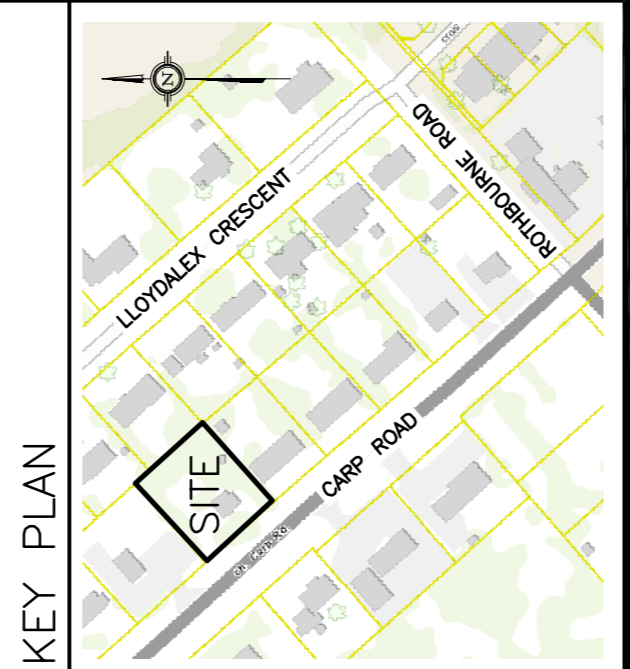 KEY PLAN
N
LLOYDALEX CRESCENT
ROTHBOURNE ROAD
SITE
CARP ROAD